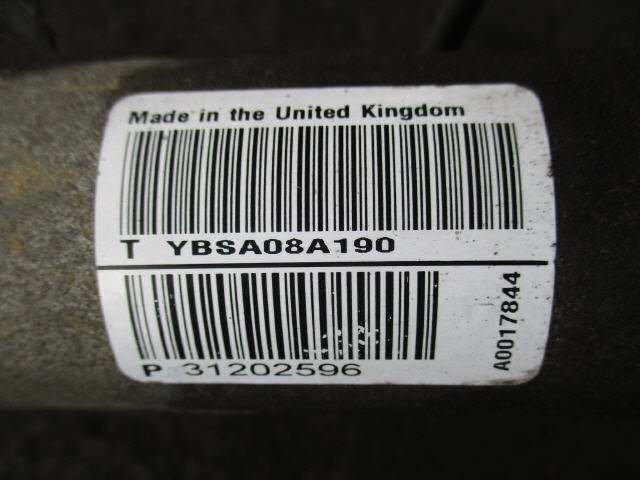 Made in the United Kingdom
T YBSA08A190
P 31202596
A0017844